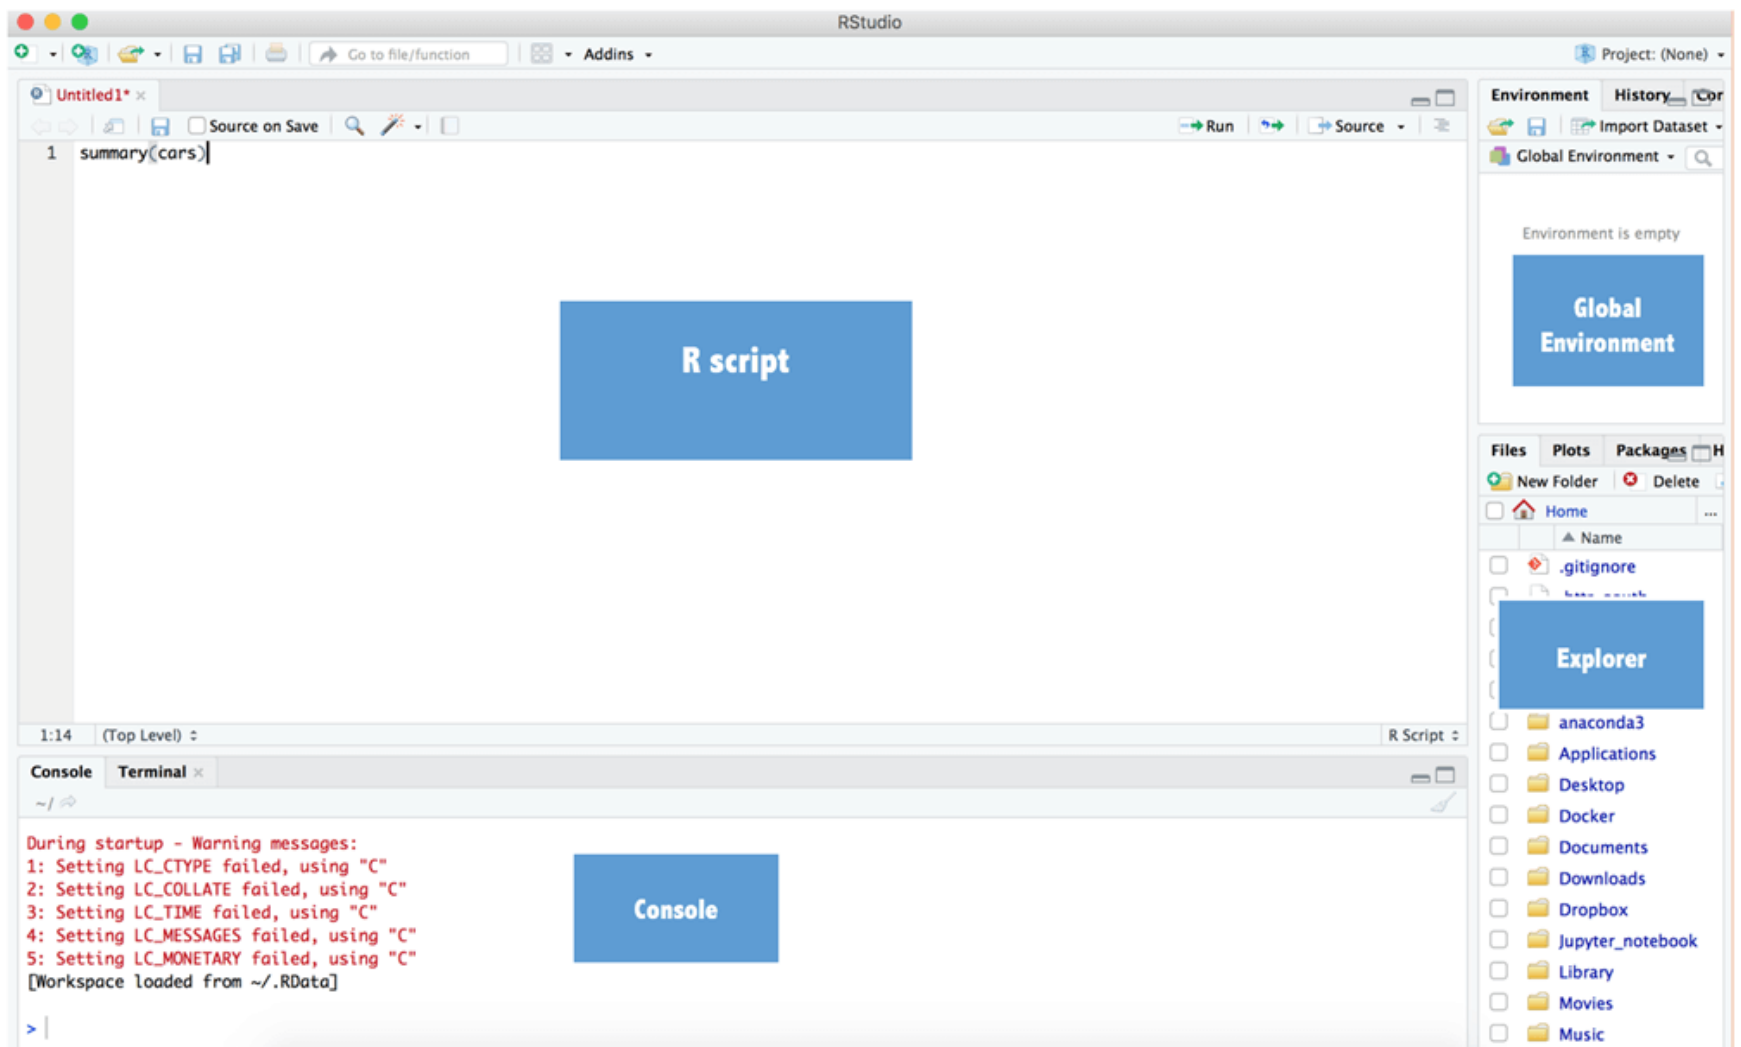 RStudio
Go to file/function
Addins
Project: (None)
Untitled1*
Source on Save
Run
Source
1 summary(cars)
R script
1:14 (Top Level)
R Script
Console Terminal
~/
During startup - Warning messages:
1: Setting LC_CTYPE failed, using "C"
2: Setting LC_COLLATE failed, using "C"
3: Setting LC_TIME failed, using "C"
4: Setting LC_MESSAGES failed, using "C"
5: Setting LC_MONETARY failed, using "C"
[Workspace loaded from ~/.RData]
>
Console
Environment History
Import Dataset
Global Environment
Environment is empty
Global
Environment
Files Plots Packages H
New Folder Delete
Home ...
Name
.gitignore
Explorer
anaconda3
Applications
Desktop
Docker
Documents
Downloads
Dropbox
Jupyter_notebook
Library
Movies
Music